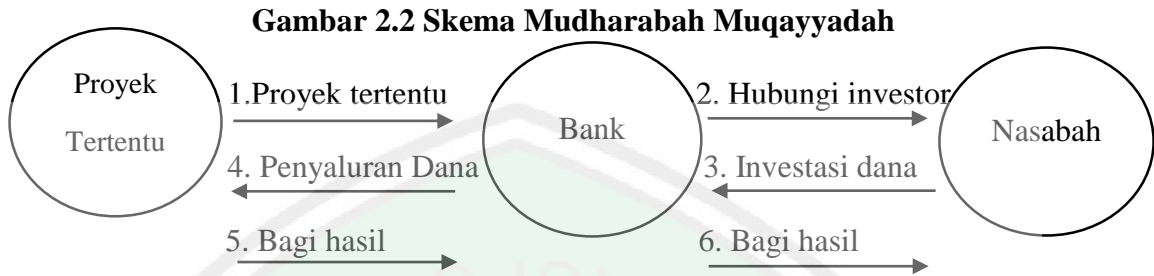 Gambar 2.2 Skema Mudharabah Muqayyadah
Proyek
Tertentu
1.Proyek tertentu
4. Penyaluran Dana
5. Bagi hasil
Bank
2. Hubungi investor
3. Investasi dana
6. Bagi hasil
Nasabah